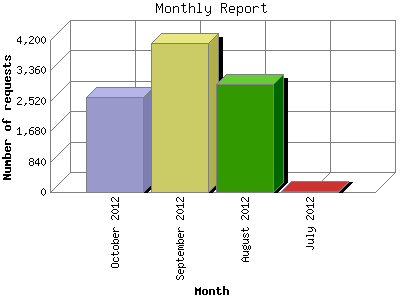 Monthly Report
Number of requests
4,200
3,360
2,520
1,680
840
0
October 2012
September 2012
August 2012
July 2012
Month